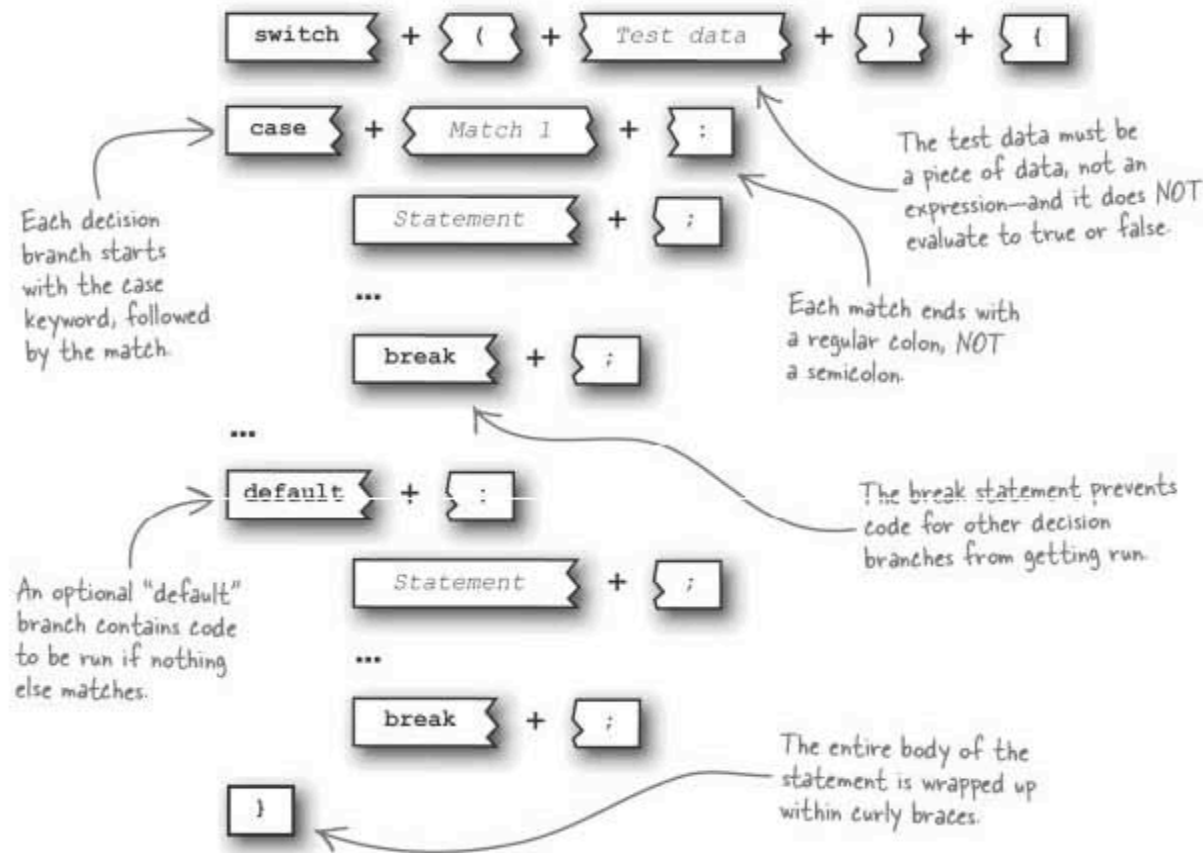 switch + ( + Test data + ) + {
case + Match 1 + :
The test data must be
a piece of data, not an
expression—and it does NOT
evaluate to true or false.
Each decision
branch starts
with the case
keyword, followed
by the match.
Statement + ;
...
Each match ends with
a regular colon, NOT
a semicolon.
break + ;
...
default + :
The break statement prevents
code for other decision
branches from getting run.
An optional "default"
branch contains code
to be run if nothing
else matches.
Statement + ;
...
break + ;
The entire body of the
statement is wrapped up
within curly braces.
}